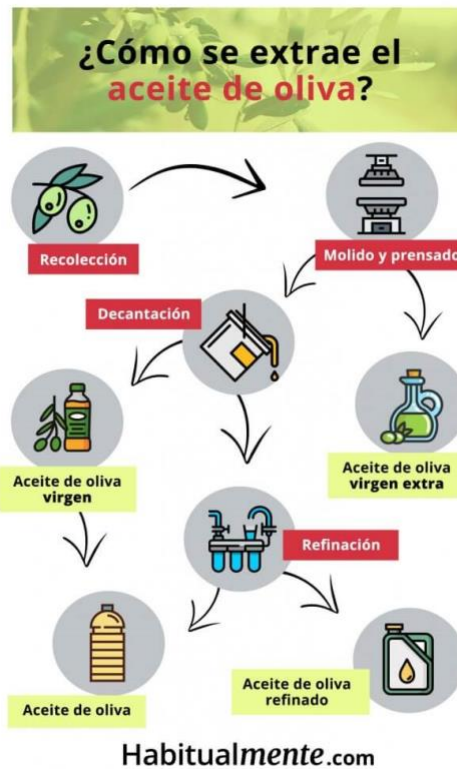 ¿Cómo se extrae el
aceite de oliva?
Recolección
Molido y prensado
Decantación
Aceite de oliva
virgen
Aceite de oliva
virgen extra
Refinación
Aceite de oliva
Aceite de oliva
refinado
Habitualmente.com